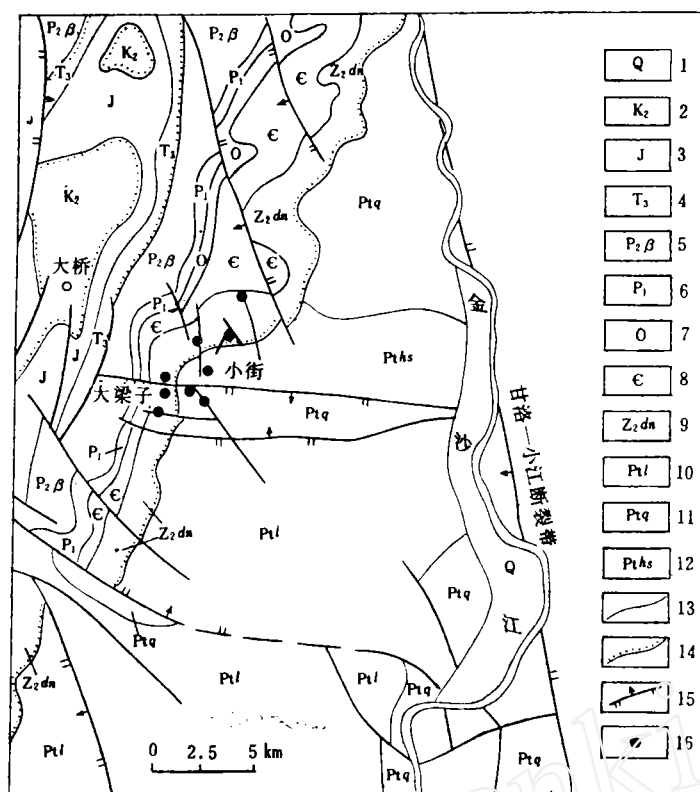 P₂β
K₂
T₃
J
P₂β
O
P₁
Є
Z₂dn
J
T₃
Є
O
K₂
P₁
Ptq
Z₂dn
大桥
P₂β
O
Є
Є
P₁
Є
金
T₃
J
小街
Pths
J
大梁子
Ptq
沙
甘洛—小江断裂带
P₁
P₂β
Є
Є
Z₂dn
Ptl
P₁
Q
Ptq
江
Ptq
Z₂dn
Ptl
Ptl
Ptq
Ptl
0 2.5 5 km
Ptq
Ptq
Q 1
K₂ 2
J 3
T₃ 4
P₂β 5
P₁ 6
O 7
Є 8
Z₂dn 9
Ptl 10
Ptq 11
Pths 12
13
14
15
16